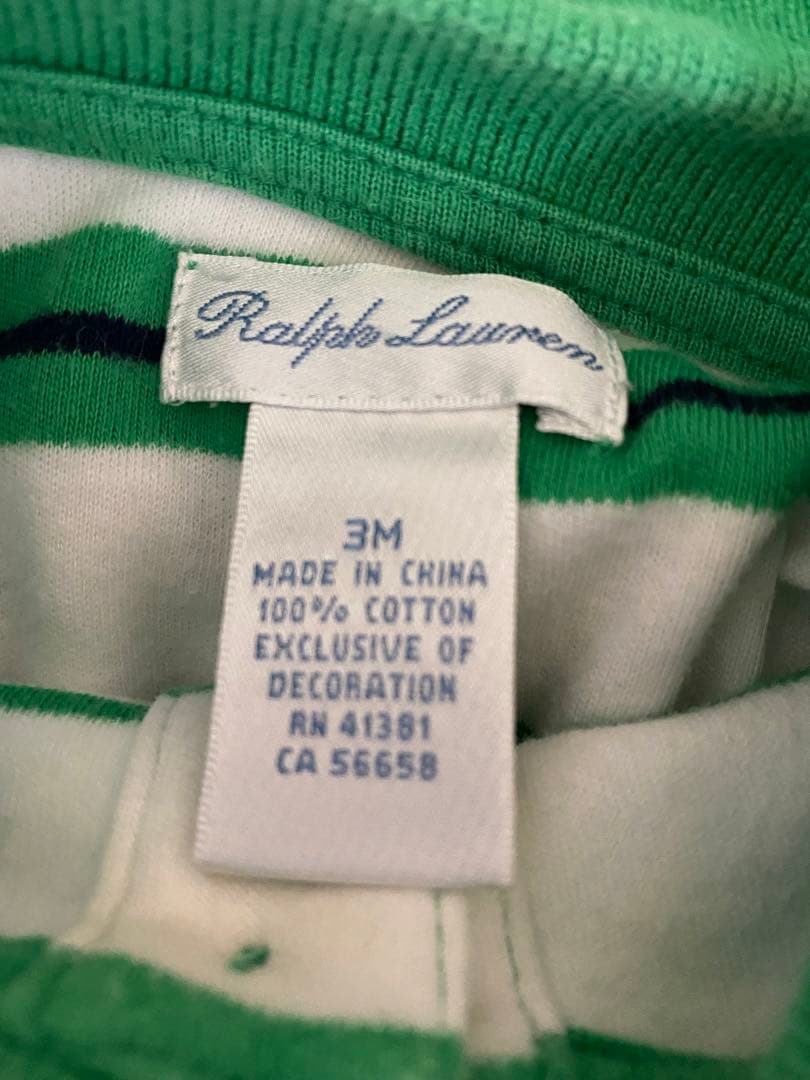 Ralph Lauren
3M
MADE IN CHINA
100% COTTON
EXCLUSIVE OF
DECORATION
RN 41381
CA 56658